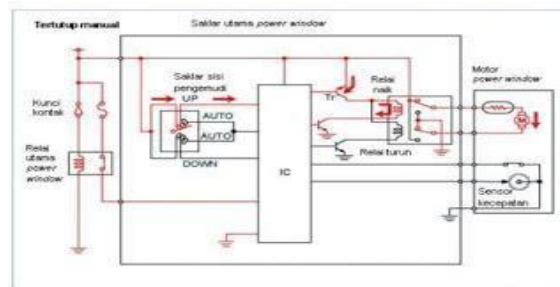 Tertutup manual
Saklar utama power window
Saklar sisi
pengemudi
UP
AUTO
AUTO
DOWN
IC
Tr
Relai
naik
Relai turun
Motor
power window
Sensor
kecepatan
Kunci
kontak
Relai
utama
power
window